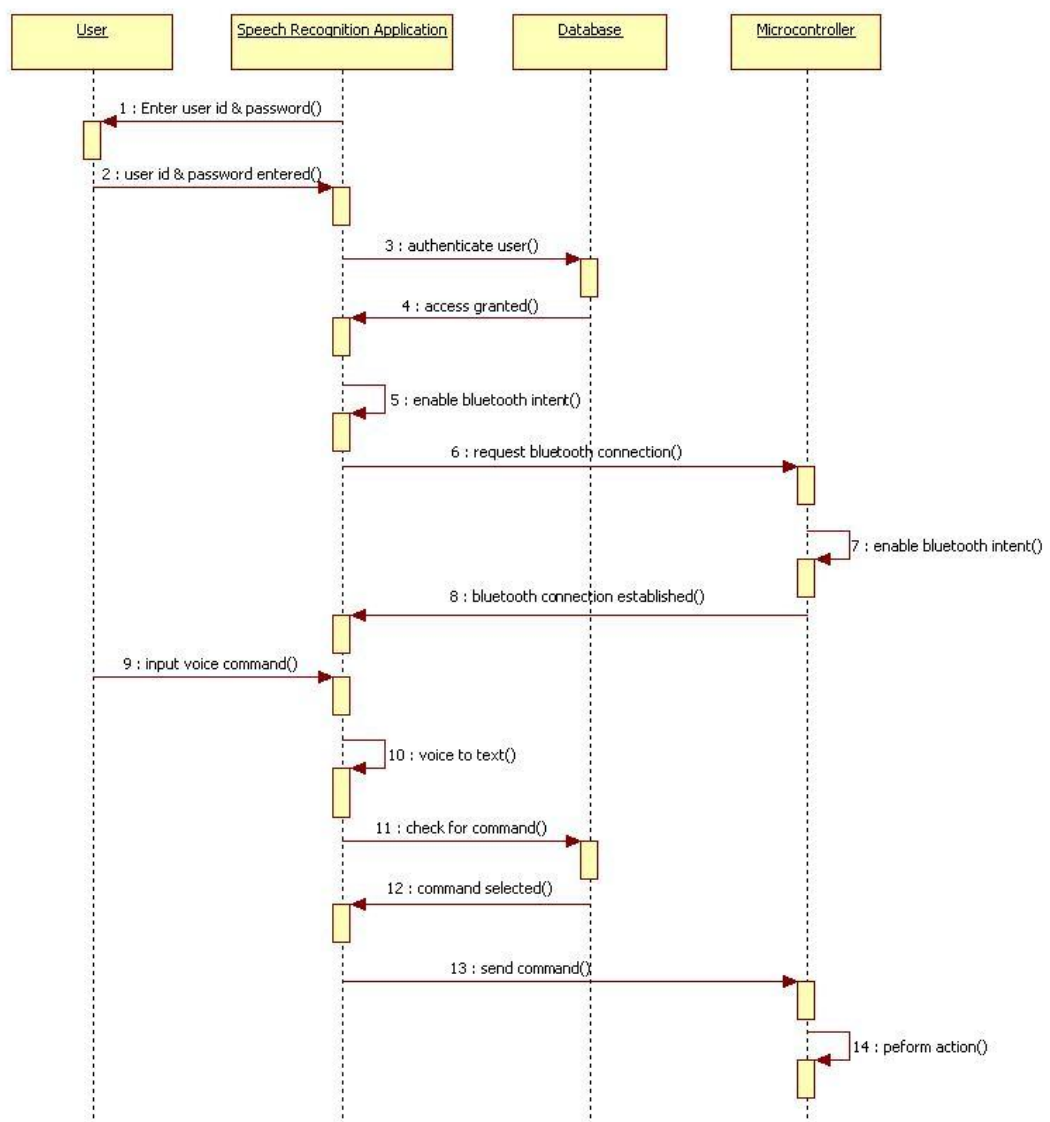 User
Speech Recognition Application
Database
Microcontroller
1 : Enter user id & password()
2 : user id & password entered()
3 : authenticate user()
4 : access granted()
5 : enable bluetooth intent()
6 : request bluetooth connection()
7 : enable bluetooth intent()
8 : bluetooth connection established()
9 : input voice command()
10 : voice to text()
11 : check for command()
12 : command selected()
13 : send command()
14 : peform action()